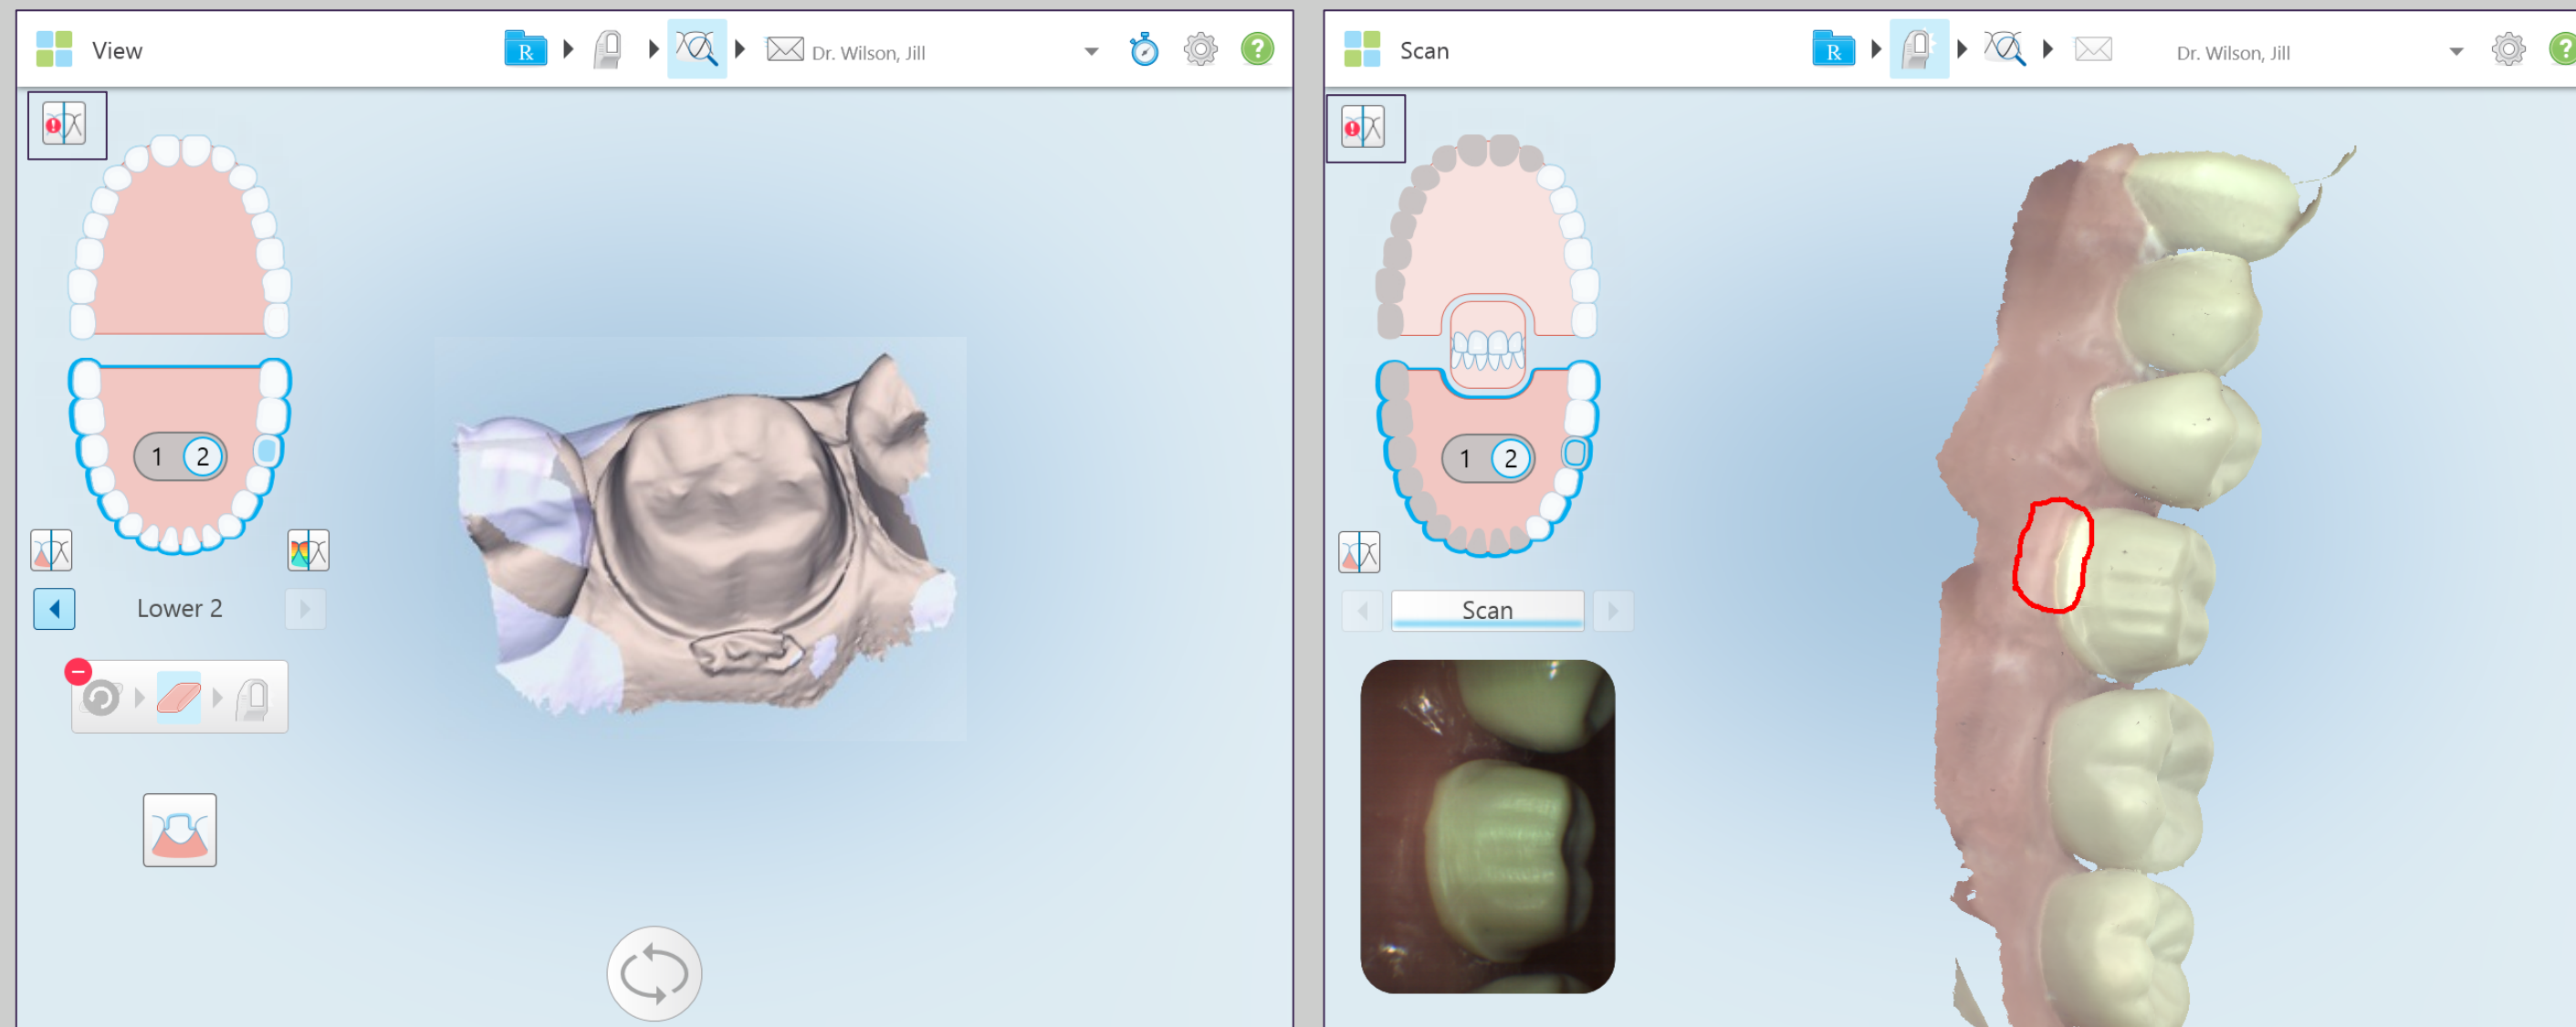 View
R
Dr. Wilson, Jill
?
!
1 2
Lower 2
Scan
R
Dr. Wilson, Jill
?
!
1 2
Scan